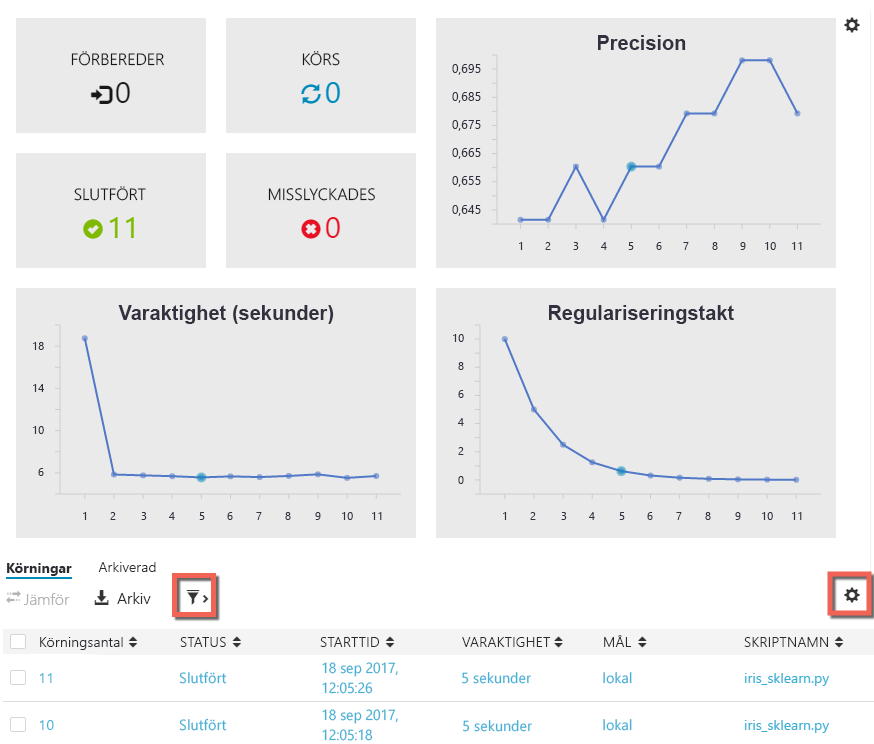 FÖRBEREDER
0
KÖRS
0
SLUTFÖRT
11
MISSLYCKADES
0
Precision
0,695
0,685
0,675
0,665
0,655
0,645
1 2 3 4 5 6 7 8 9 10 11
Varaktighet (sekunder)
18
14
10
6
1 2 3 4 5 6 7 8 9 10 11
Regulariseringstakt
10
8
6
4
2
0
1 2 3 4 5 6 7 8 9 10 11
Körningar Arkiverad
Jämför Arkiv
Körningsantal STATUS STARTTID VARAKTIGHET MÅL SKRIPTNAMN
11 Slutfört 18 sep 2017, 5 sekunder lokal iris_sklearn.py
12:05:26
10 Slutfört 18 sep 2017, 5 sekunder lokal iris_sklearn.py
12:05:18